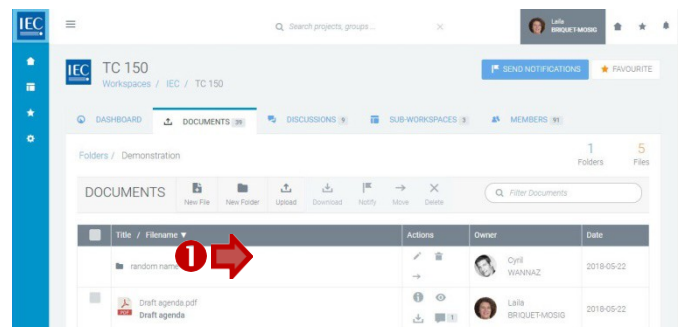 IEC
Search projects, groups ...
Laila
BRIQUET-MOSIG
IEC
TC 150
Workspaces / IEC / TC 150
SEND NOTIFICATIONS
FAVOURITE
DASHBOARD
DOCUMENTS 39
DISCUSSIONS 9
SUB-WORKSPACES 3
MEMBERS 91
Folders / Demonstration
1
Folders
5
Files
DOCUMENTS
New File
New Folder
Upload
Download
Notify
Move
Delete
Filter Documents
Title / Filename
Actions
Owner
Date
random name
1
Cyril
WANNAZ
2018-05-22
PDF
Draft agenda.pdf
Draft agenda
1
Laila
BRIQUET-MOSIG
2018-05-22